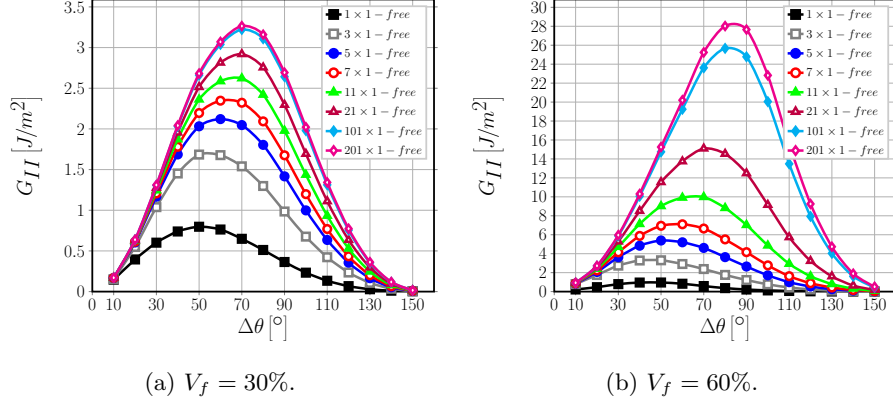 3.5
3
2.5
2
1.5
1
0.5
0
G_{II} [J/m^2]
0 10 30 50 70 90 110 130 150
Δθ [°]
1 × 1 − free
3 × 1 − free
5 × 1 − free
7 × 1 − free
11 × 1 − free
21 × 1 − free
101 × 1 − free
201 × 1 − free
(a) V_f = 30%.
30
28
26
24
22
20
18
16
14
12
10
8
6
4
2
0
G_{II} [J/m^2]
0 10 30 50 70 90 110 130 150
Δθ [°]
1 × 1 − free
3 × 1 − free
5 × 1 − free
7 × 1 − free
11 × 1 − free
21 × 1 − free
101 × 1 − free
201 × 1 − free
(b) V_f = 60%.